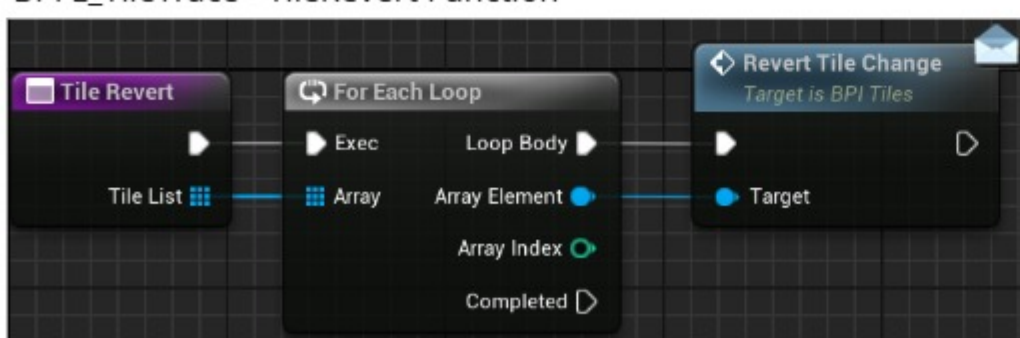 Tile Revert
Tile List
For Each Loop
Exec
Loop Body
Array
Array Element
Array Index
Completed
Revert Tile Change
Target is BPI Tiles
Target